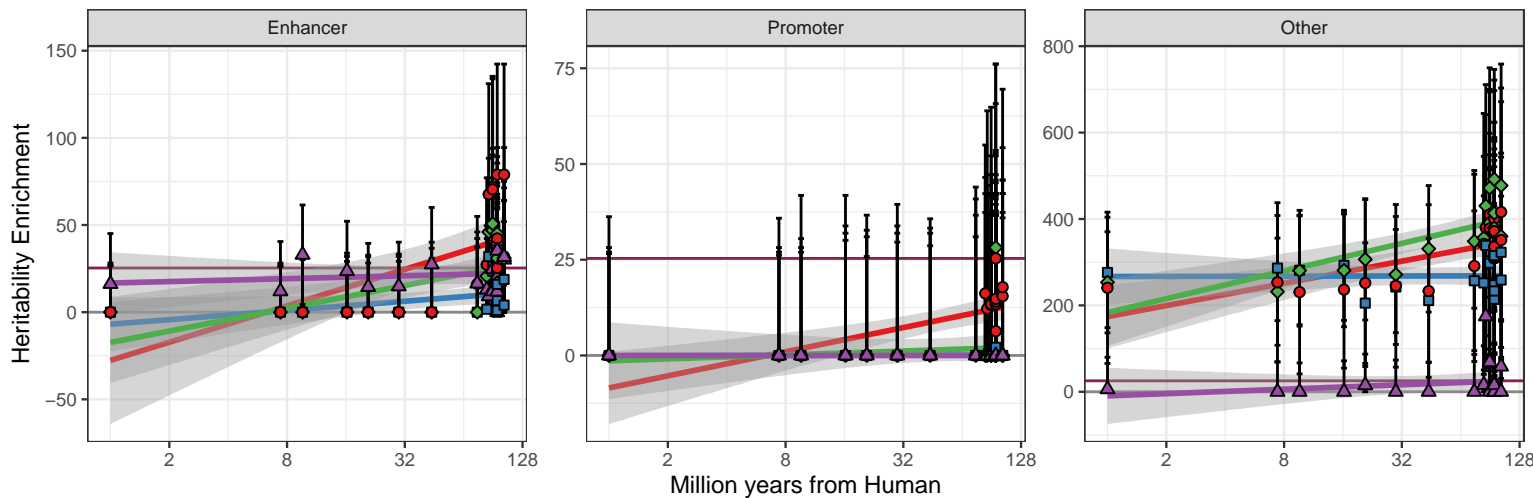 Enhancer
Promoter
Other
Heritability Enrichment
150
100
50
0
−50
75
50
25
0
800
600
400
200
0
2 8 32 128
2 8 32 128
2 8 32 128
Million years from Human